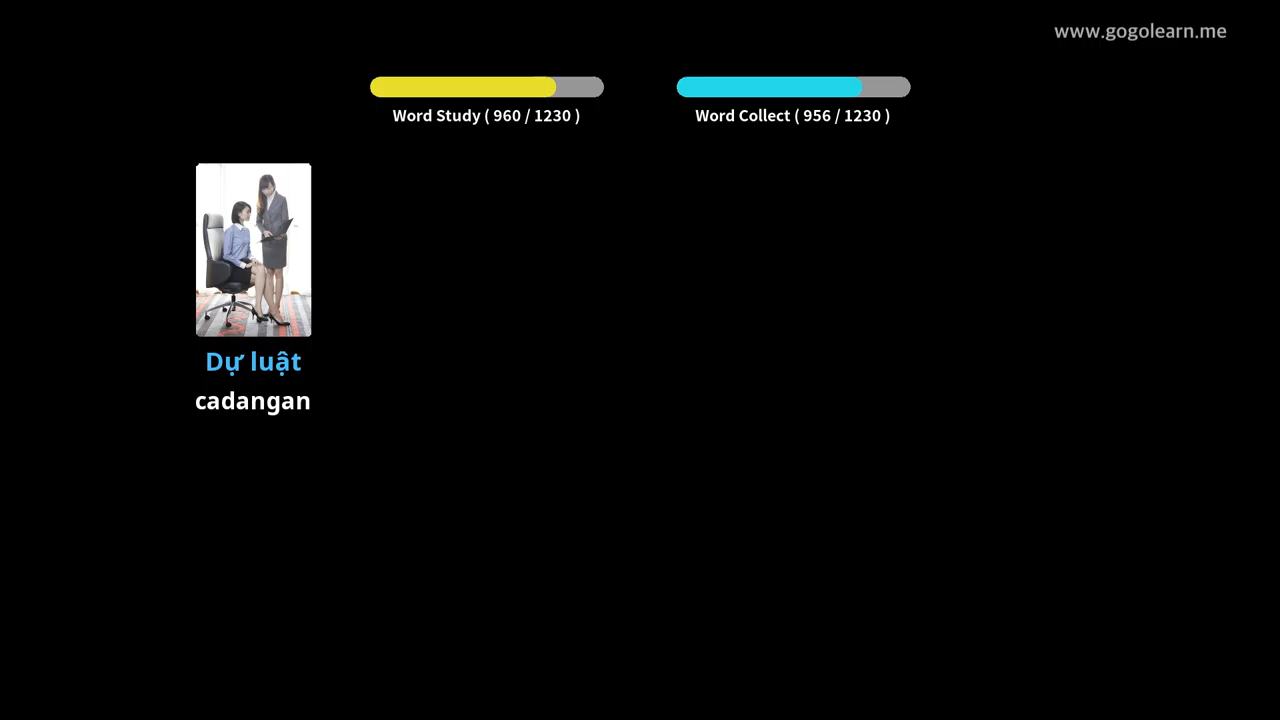 www.gogolearn.me
Word Study ( 960 / 1230 )
Word Collect ( 956 / 1230 )
Dự luật
cadangan